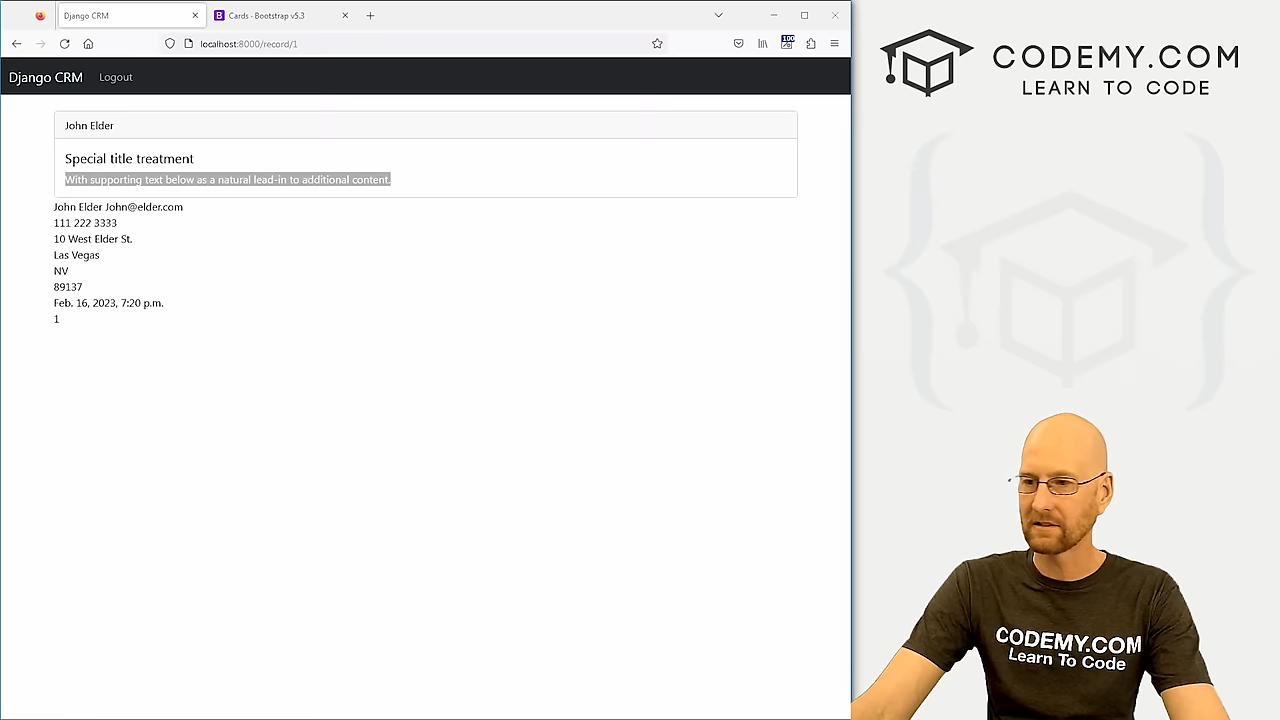 Django CRM
Cards · Bootstrap v5.3
localhost:8000/record/1
100
Django CRM Logout
John Elder
Special title treatment
With supporting text below as a natural lead-in to additional content.
John Elder John@elder.com
111 222 3333
10 West Elder St.
Las Vegas
NV
89137
Feb. 16, 2023, 7:20 p.m.
1
CODEMY.COM
LEARN TO CODE
CODEMY.COM
Learn To Code